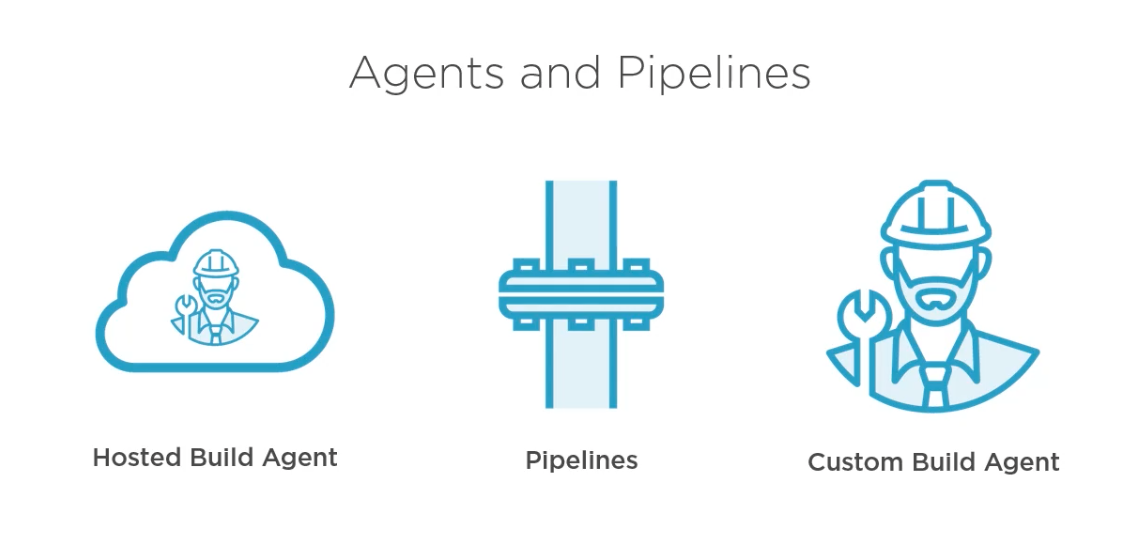 Agents and Pipelines
Hosted Build Agent
Pipelines
Custom Build Agent